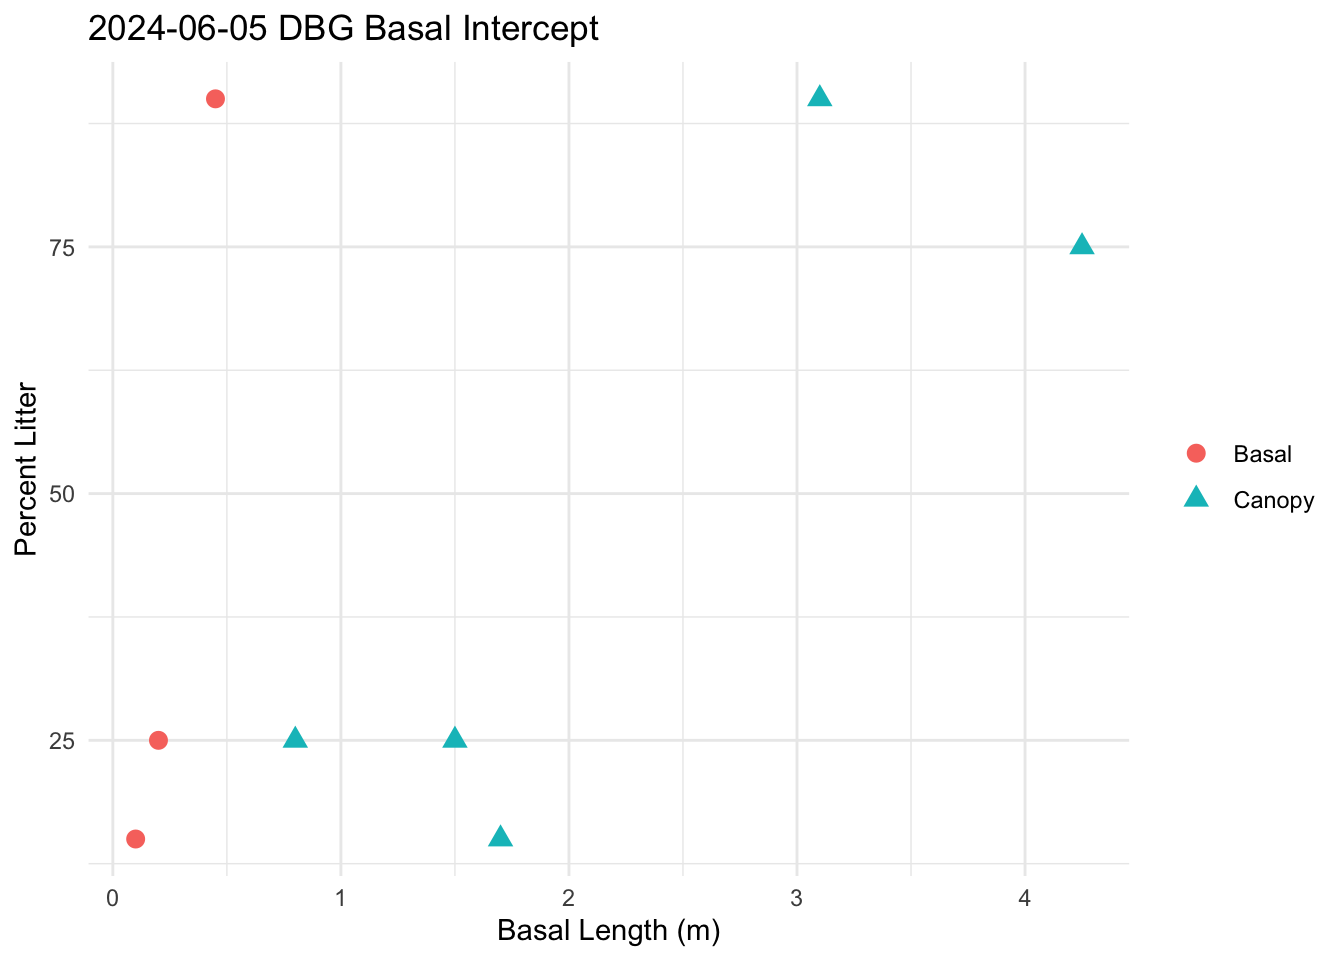 2024-06-05 DBG Basal Intercept
Percent Litter
75
50
25
0 1 2 3 4
Basal Length (m)
Basal
Canopy